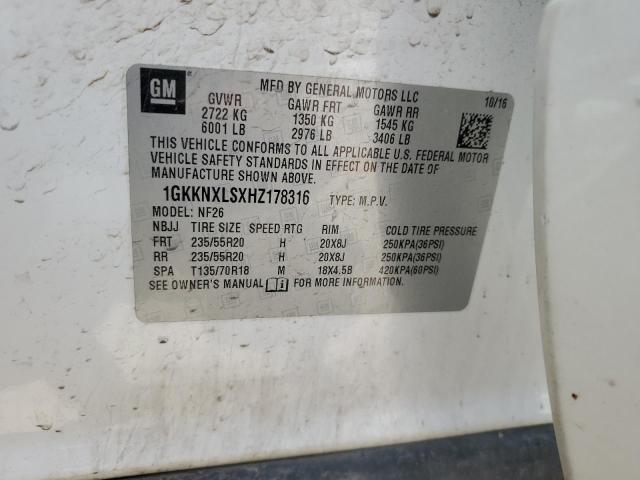 GM
MFD BY GENERAL MOTORS LLC
10/16
GVWR GAWR FRT GAWR RR
2722 KG 1350 KG 1545 KG
6001 LB 2976 LB 3406 LB
THIS VEHICLE CONFORMS TO ALL APPLICABLE U.S. FEDERAL MOTOR
VEHICLE SAFETY STANDARDS IN EFFECT ON THE DATE OF
MANUFACTURE SHOWN ABOVE.
1GKKNXLSXHZ178316 TYPE: M.P.V.
MODEL: NF26
NBJJ TIRE SIZE SPEED RTG RIM COLD TIRE PRESSURE
FRT 235/55R20 H 20X8J 250KPA(36PSI)
RR 235/55R20 H 20X8J 250KPA(36PSI)
SPA T135/70R18 M 18X4.5B 420KPA(60PSI)
SEE OWNER'S MANUAL FOR MORE INFORMATION.